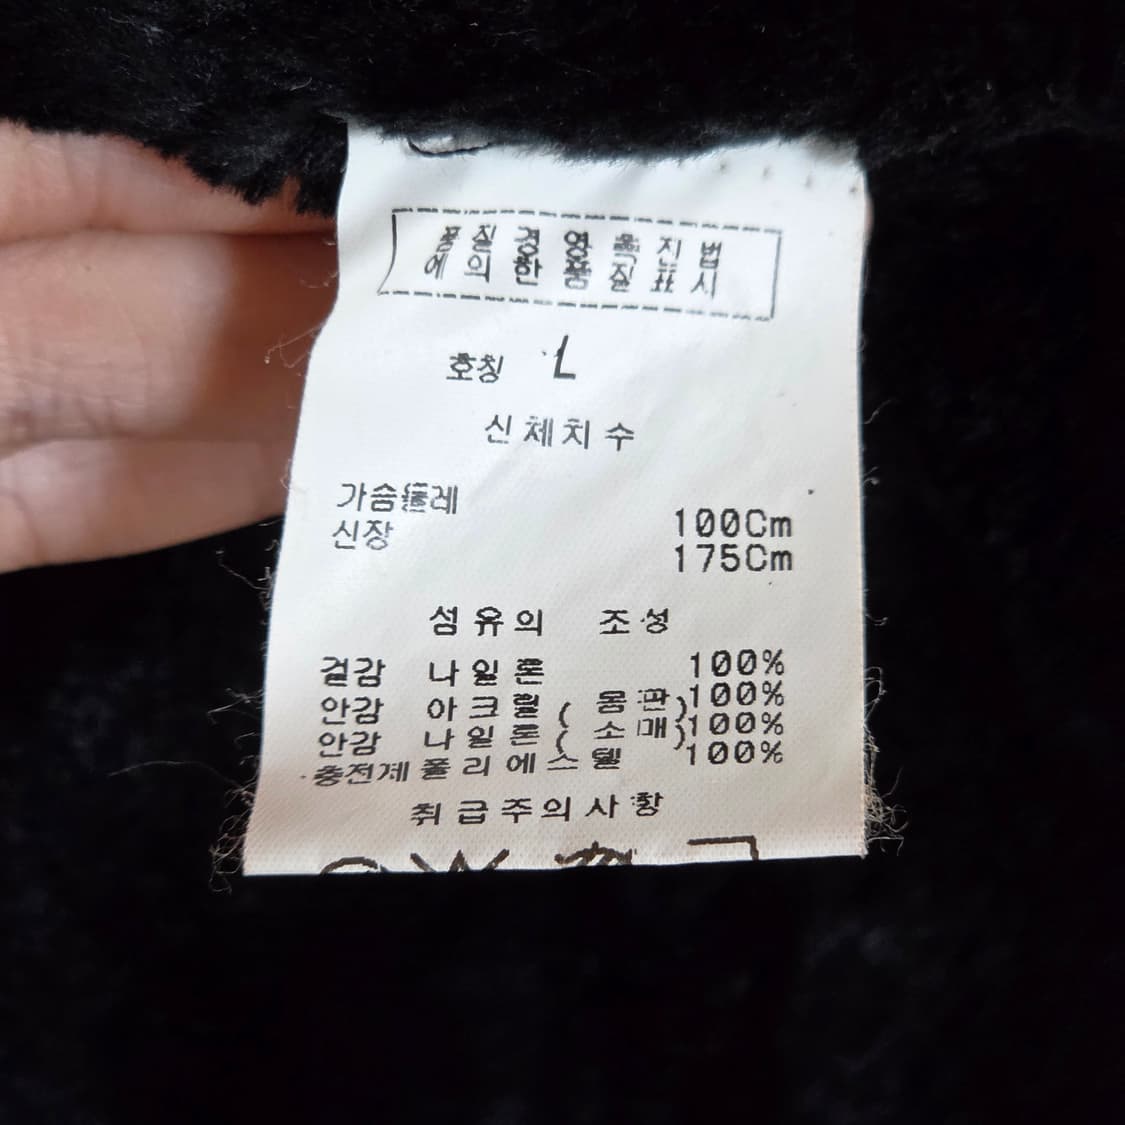 품질경영촉진법
에의한품질표시
호칭 L
신체치수
가슴둘레 100Cm
신장 175Cm
섬유의 조성
겉감 나일론 100%
안감 아크릴 (몸판) 100%
안감 나일론 (소매) 100%
충전제 폴리에스텔 100%
취급주의사항